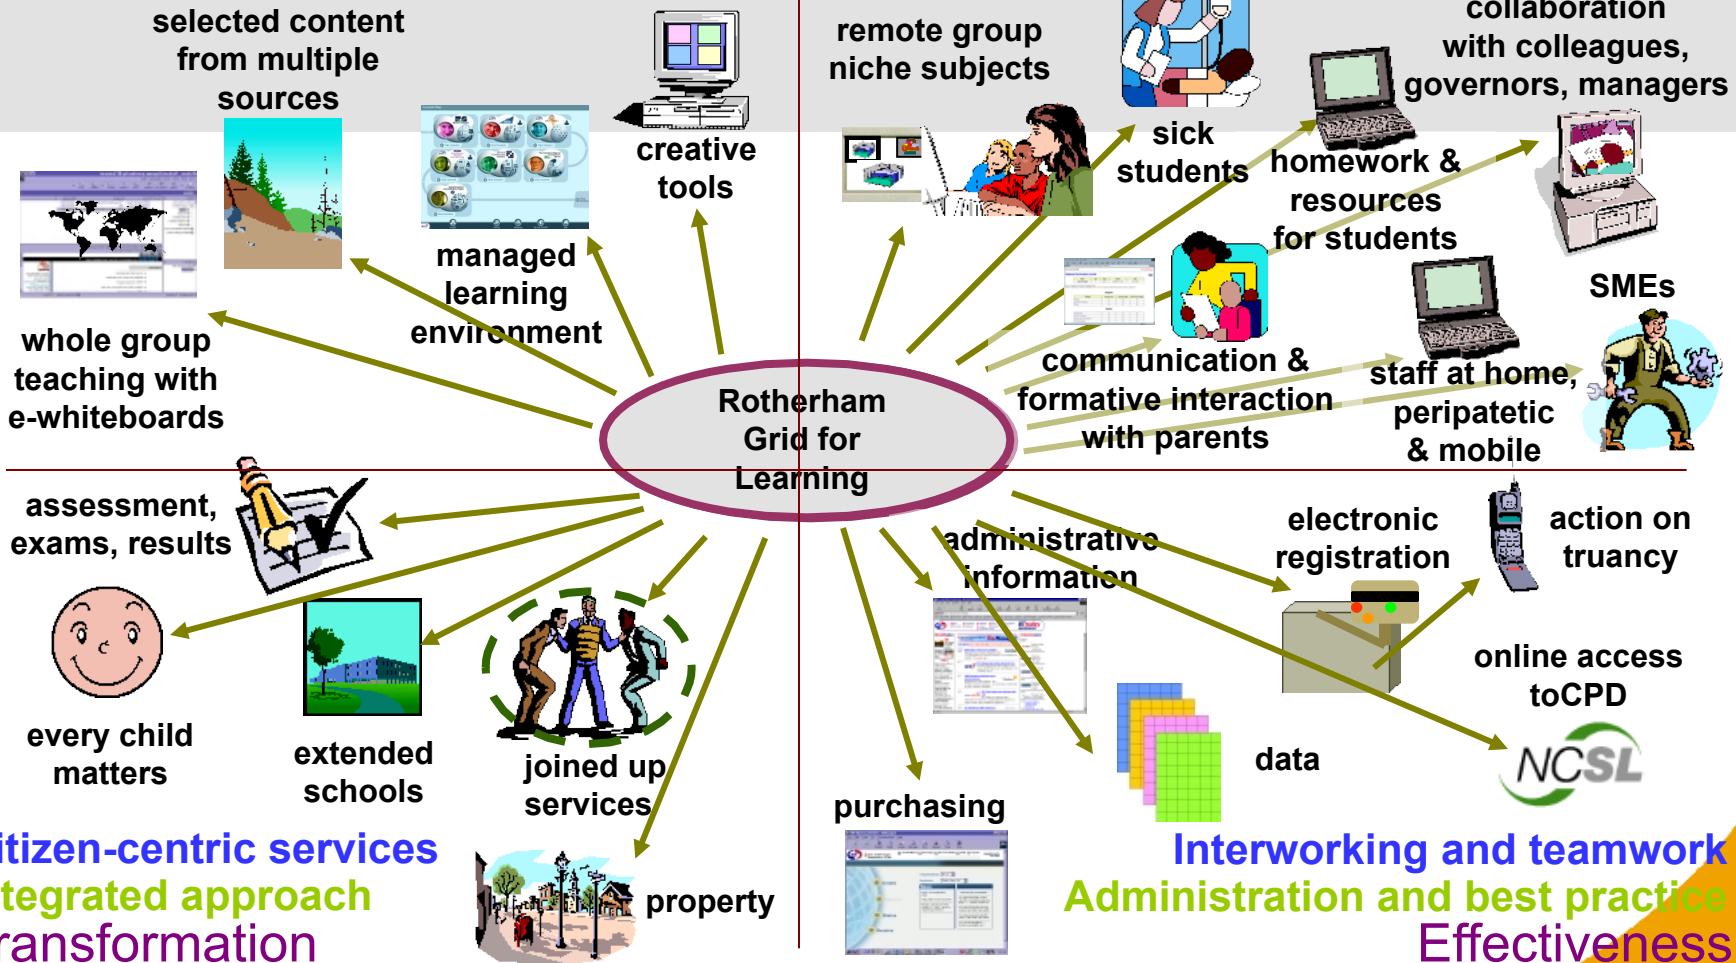 selected content
from multiple
sources
creative
tools
managed
learning
environment
whole group
teaching with
e-whiteboards
remote group
niche subjects
sick
students
collaboration
with colleagues,
governors, managers
homework &
resources
for students
SMEs
communication &
formative interaction
with parents
staff at home,
peripatetic
& mobile
Rotherham
Grid for
Learning
assessment,
exams, results
every child
matters
extended
schools
joined up
services
property
itizen-centric services
tegrated approach
ransformation
administrative
information
electronic
registration
action on
truancy
online access
toCPD
NCSL
data
purchasing
Interworking and teamwork
Administration and best practice
Effectiveness